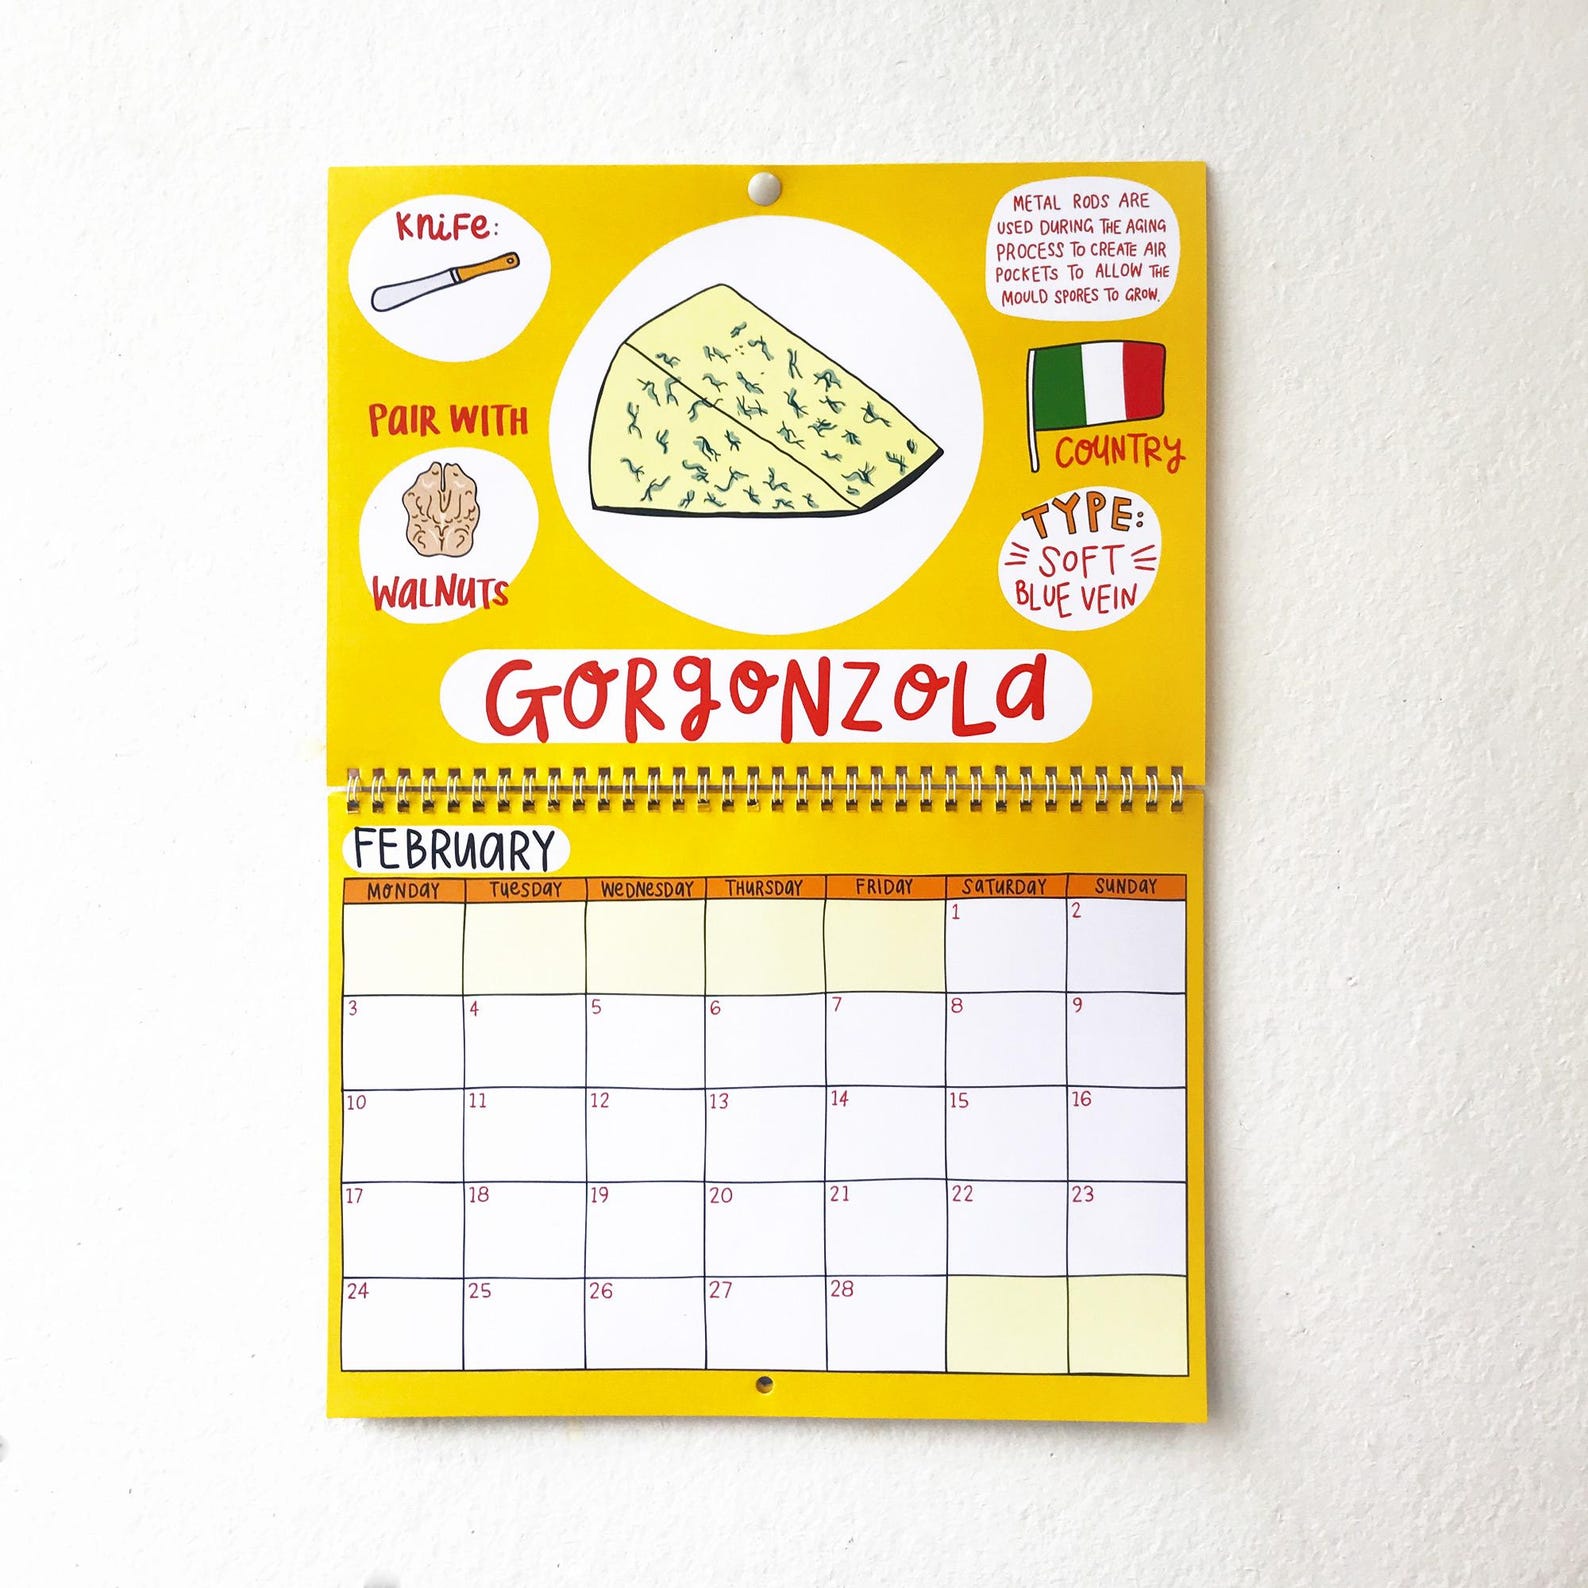 Knife:
PAIR WITH
WALNUTS
METAL RODS ARE
USED DURING THE AGING
PROCESS TO CREATE AIR
POCKETS TO ALLOW THE
MOULD SPORES TO GROW.
COUNTRY
TYPE:
SOFT
BLUE VEIN
GORGONZOLA
FEBRUARY
MONDAY TUESDAY WEDNESDAY THURSDAY FRIDAY SATURDAY SUNDAY
1 2
3 4 5 6 7 8 9
10 11 12 13 14 15 16
17 18 19 20 21 22 23
24 25 26 27 28